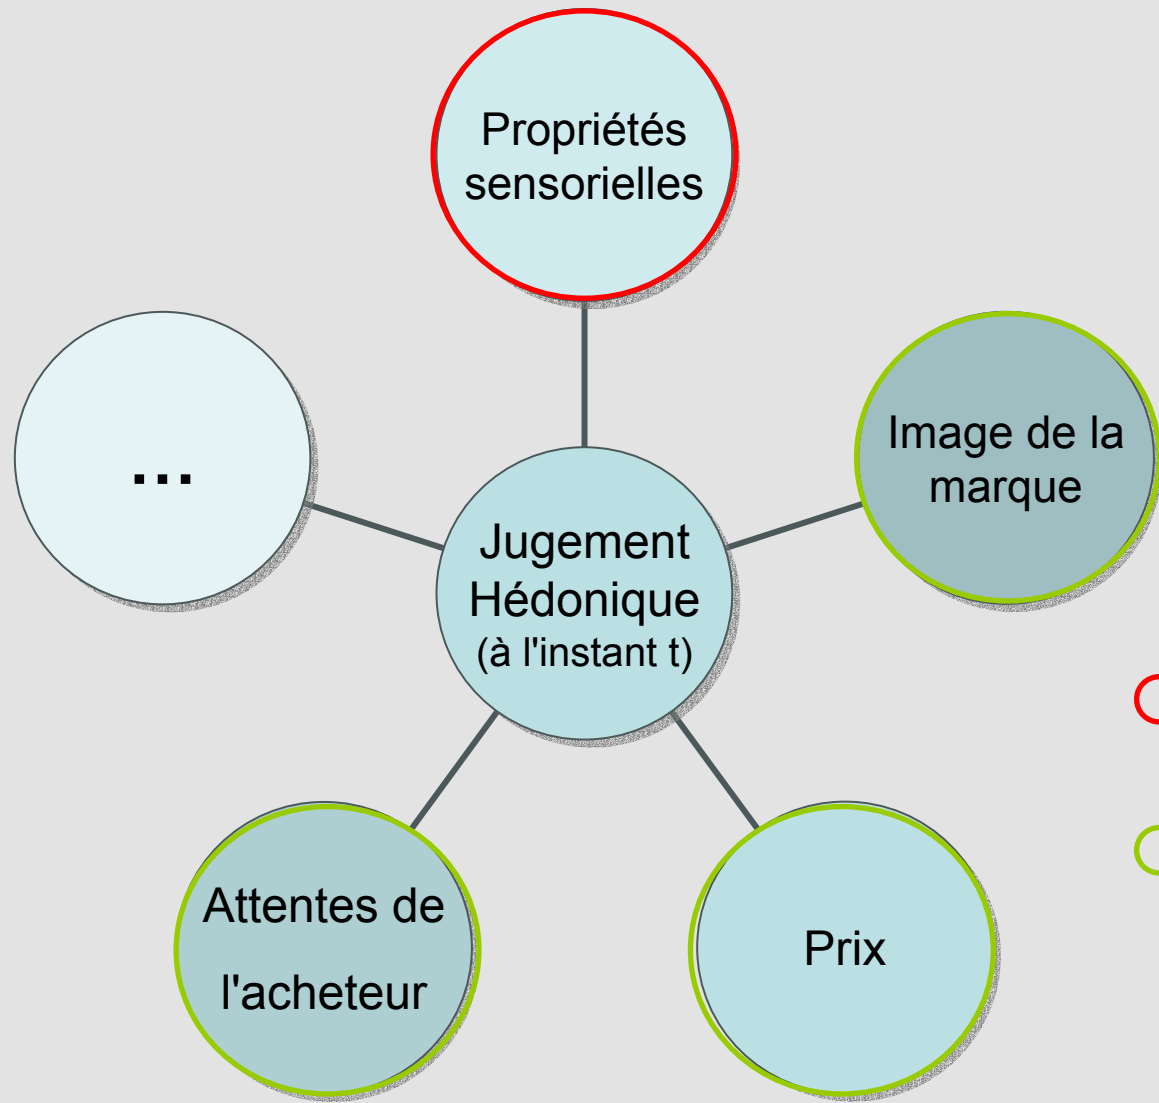 Propriétés
sensorielles
Image de la
marque
...
Jugement
Hédonique
(à l'instant t)
Attentes de
l'acheteur
Prix